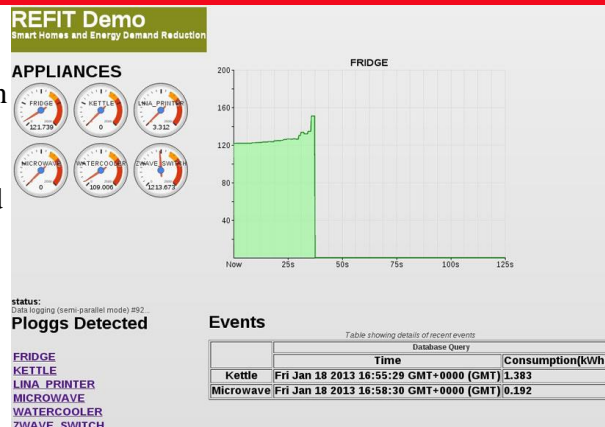 REFIT Demo
Smart Homes and Energy Demand Reduction
APPLIANCES
FRIDGE
121.739
KETTLE
0
LINA_PRINTER
3.312
MICROWAVE
0
WATERCOOLER
109.006
ZWAVE_SWITCH
1213.673
FRIDGE
200
160
120
80
40
Now 25s 50s 75s 100s 125s
status:
Data logging (semi-parallel mode) #92..
Ploggs Detected
FRIDGE
KETTLE
LINA_PRINTER
MICROWAVE
WATERCOOLER
ZWAVE_SWITCH
Events
Table showing details of recent events
Database Query
Time Consumption(kWh
Kettle Fri Jan 18 2013 16:55:29 GMT+0000 (GMT) 1.383
Microwave Fri Jan 18 2013 16:58:30 GMT+0000 (GMT) 0.192